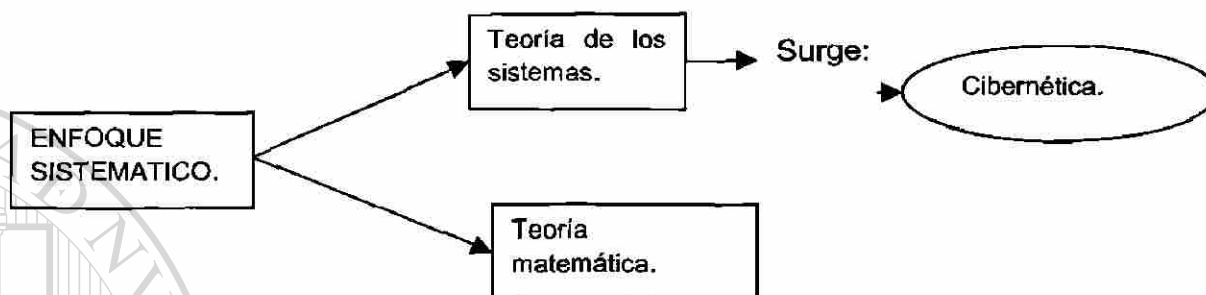 Teoría de los
sistemas.
Surge:
Cibernética.
ENFOQUE
SISTEMATICO.
Teoría
matemática.